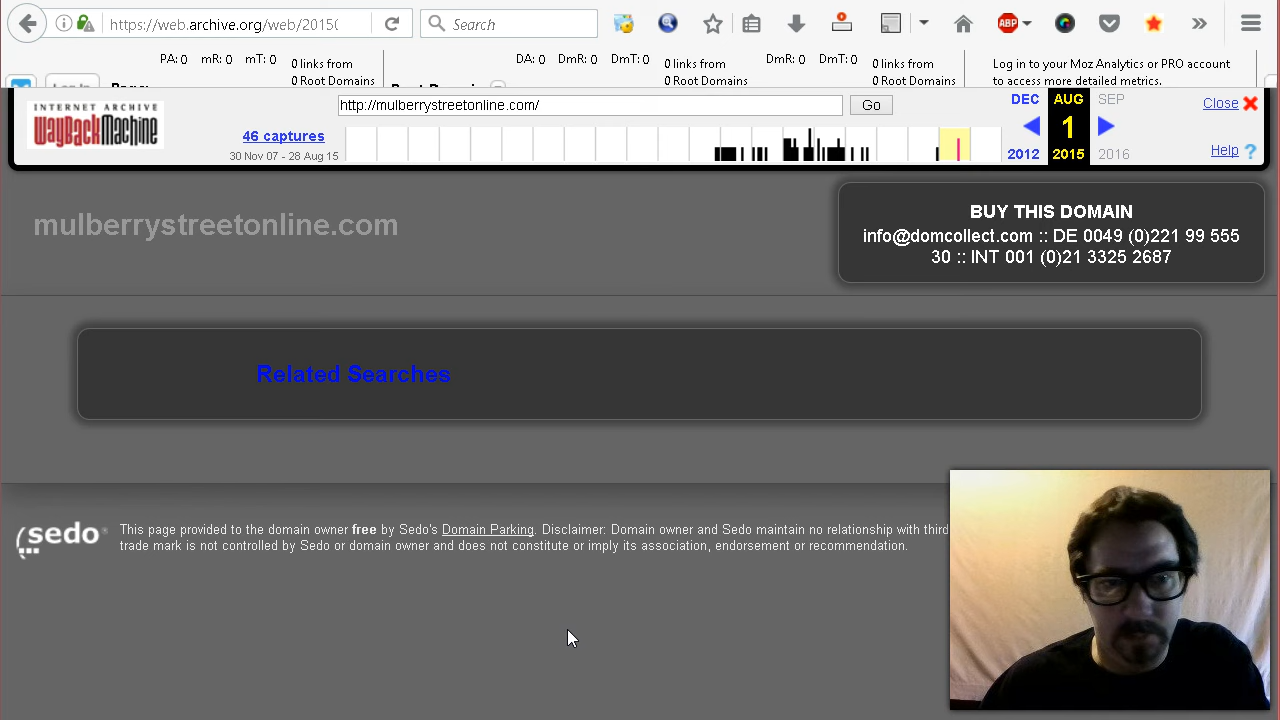 https://web.archive.org/web/2015
Search
ABP
PA: 0 mR: 0 mT: 0
0 links from
0 Root Domains
DA: 0 DmR: 0 DmT: 0
0 links from
0 Root Domains
DmR: 0 DmT: 0
0 links from
0 Root Domains
Log in to your Moz Analytics or PRO account
to access more detailed metrics.
INTERNET ARCHIVE
WayBackMachine
http://mulberrystreetonline.com/
Go
46 captures
30 Nov 07 - 28 Aug 15
DEC AUG SEP
1
2012 2015 2016
Close
Help ?
mulberrystreetonline.com
BUY THIS DOMAIN
info@domcollect.com :: DE 0049 (0)221 99 555
30 :: INT 001 (0)21 3325 2687
Related Searches
sedo
This page provided to the domain owner free by Sedo's Domain Parking. Disclaimer: Domain owner and Sedo maintain no relationship with third
trade mark is not controlled by Sedo or domain owner and does not constitute or imply its association, endorsement or recommendation.